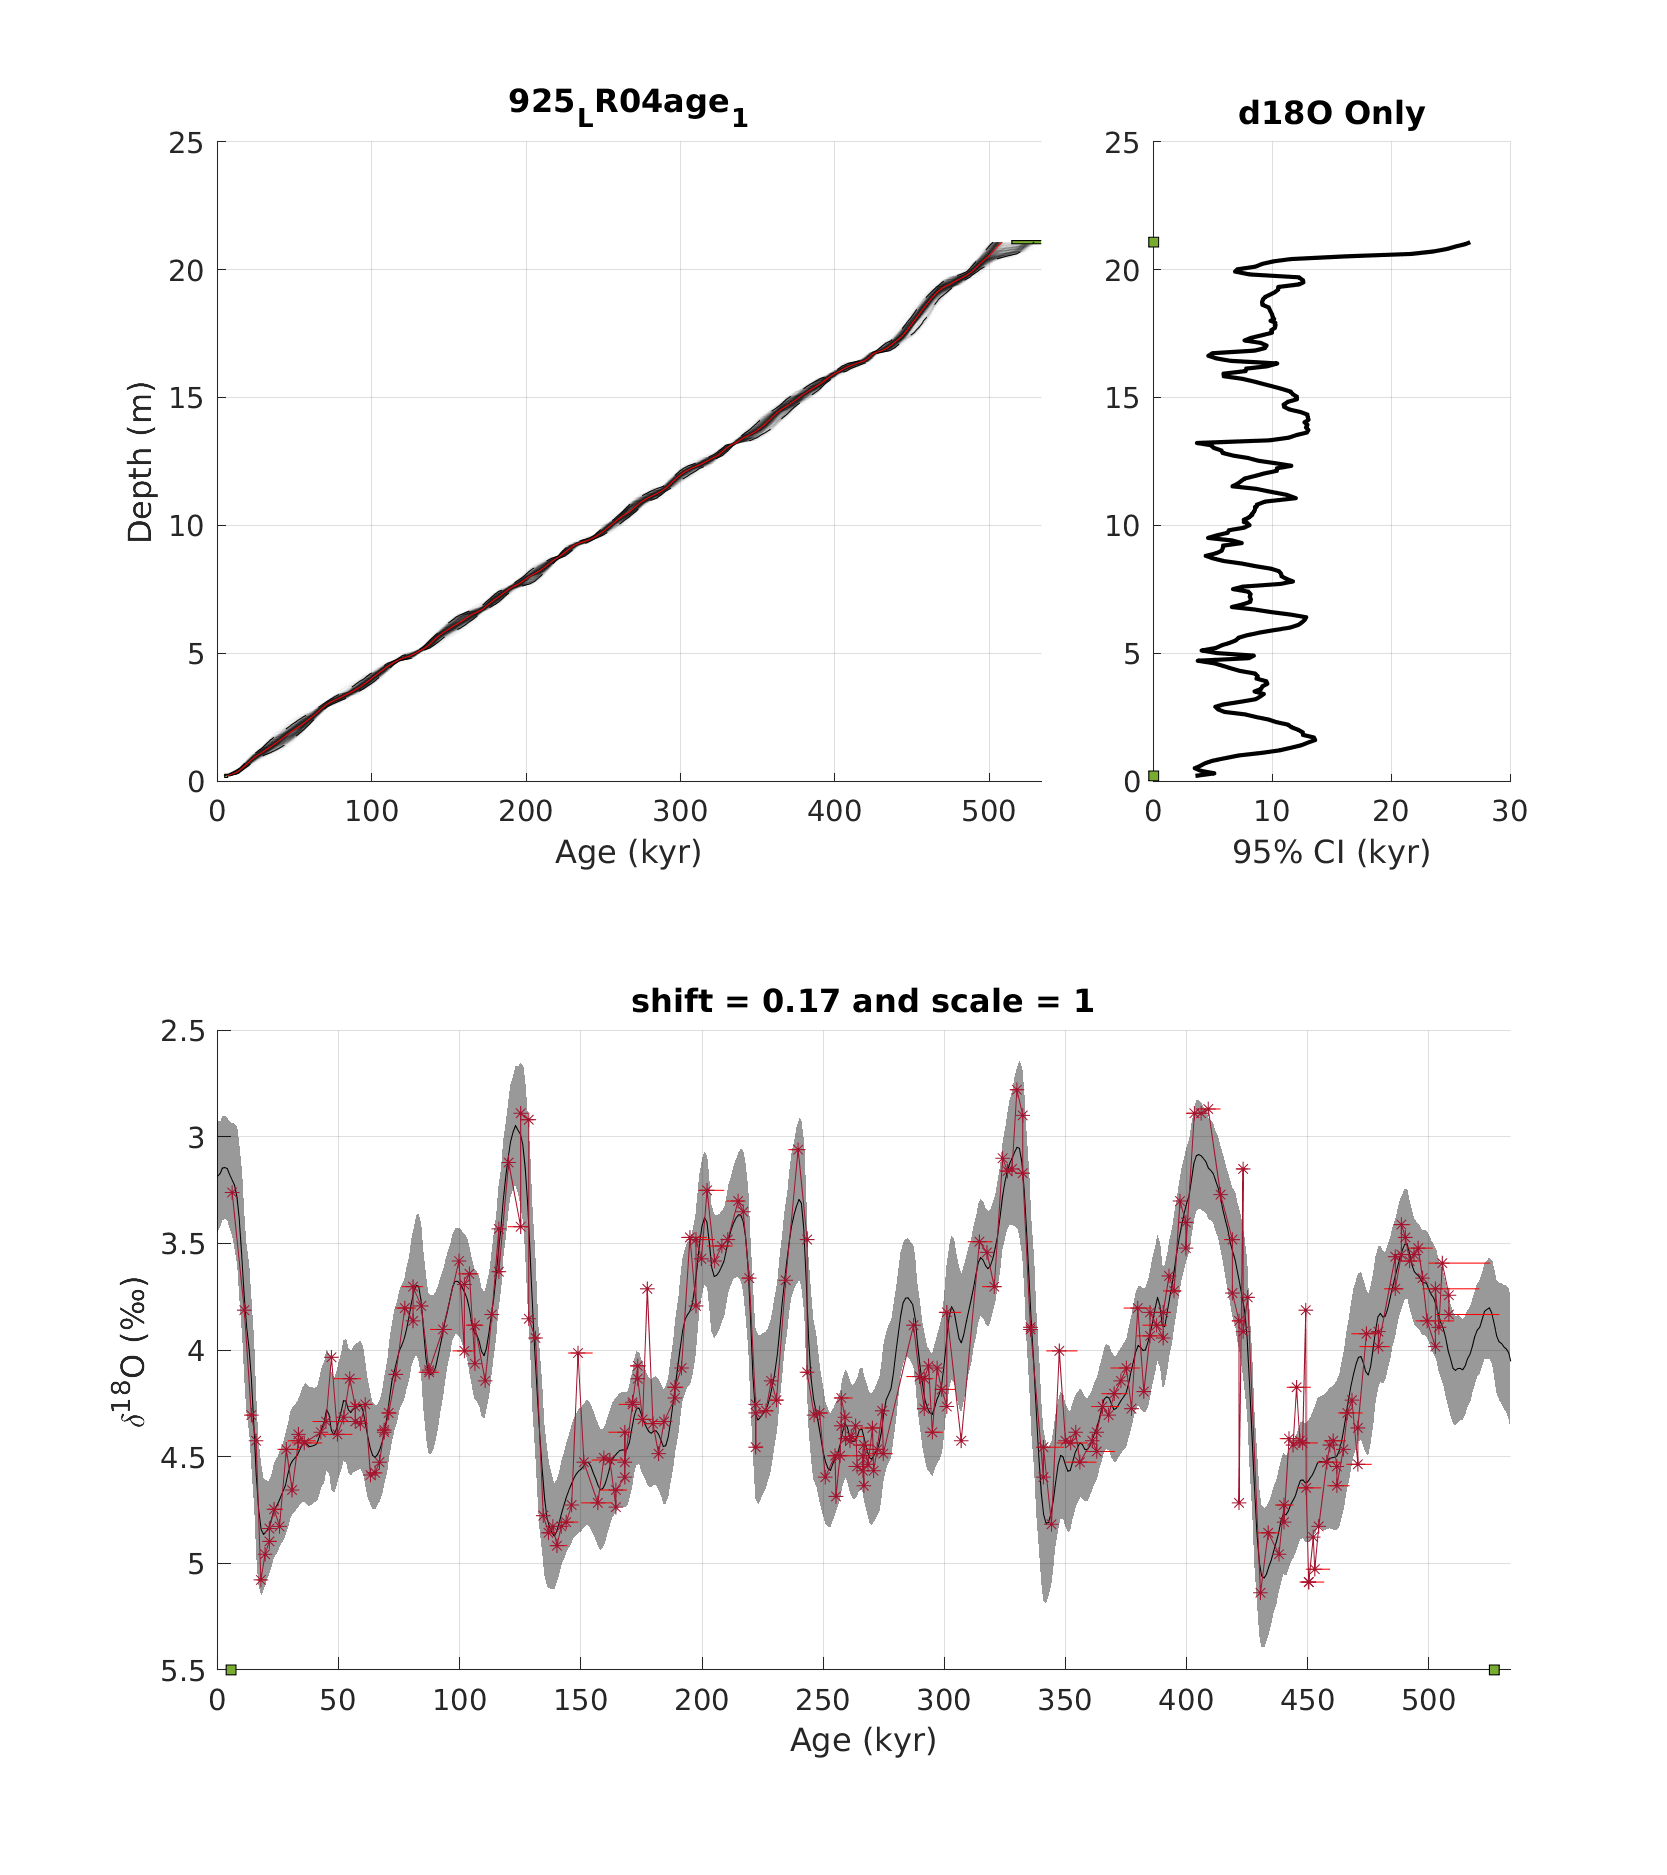 925LR04age1
25
20
15
10
5
0
Depth (m)
0 100 200 300 400 500
Age (kyr)
d18O Only
25
20
15
10
5
0
0 10 20 30
95% CI (kyr)
shift = 0.17 and scale = 1
2.5
3
3.5
4
4.5
5
5.5
δ18O (‰)
0 50 100 150 200 250 300 350 400 450 500
Age (kyr)